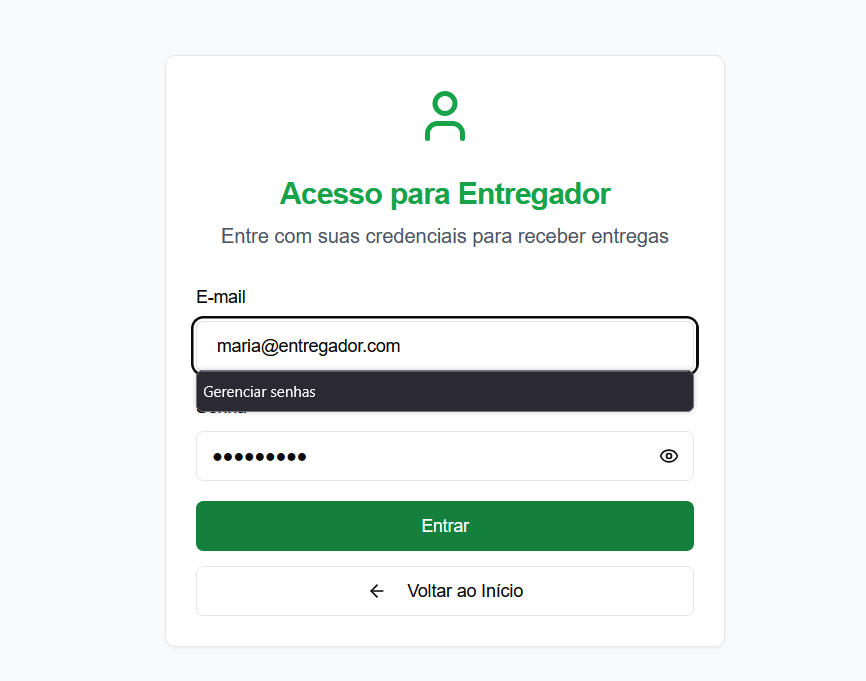 Acesso para Entregador
Entre com suas credenciais para receber entregas
E-mail
maria@entregador.com
Gerenciar senhas
•••••••••
Entrar
Voltar ao Início